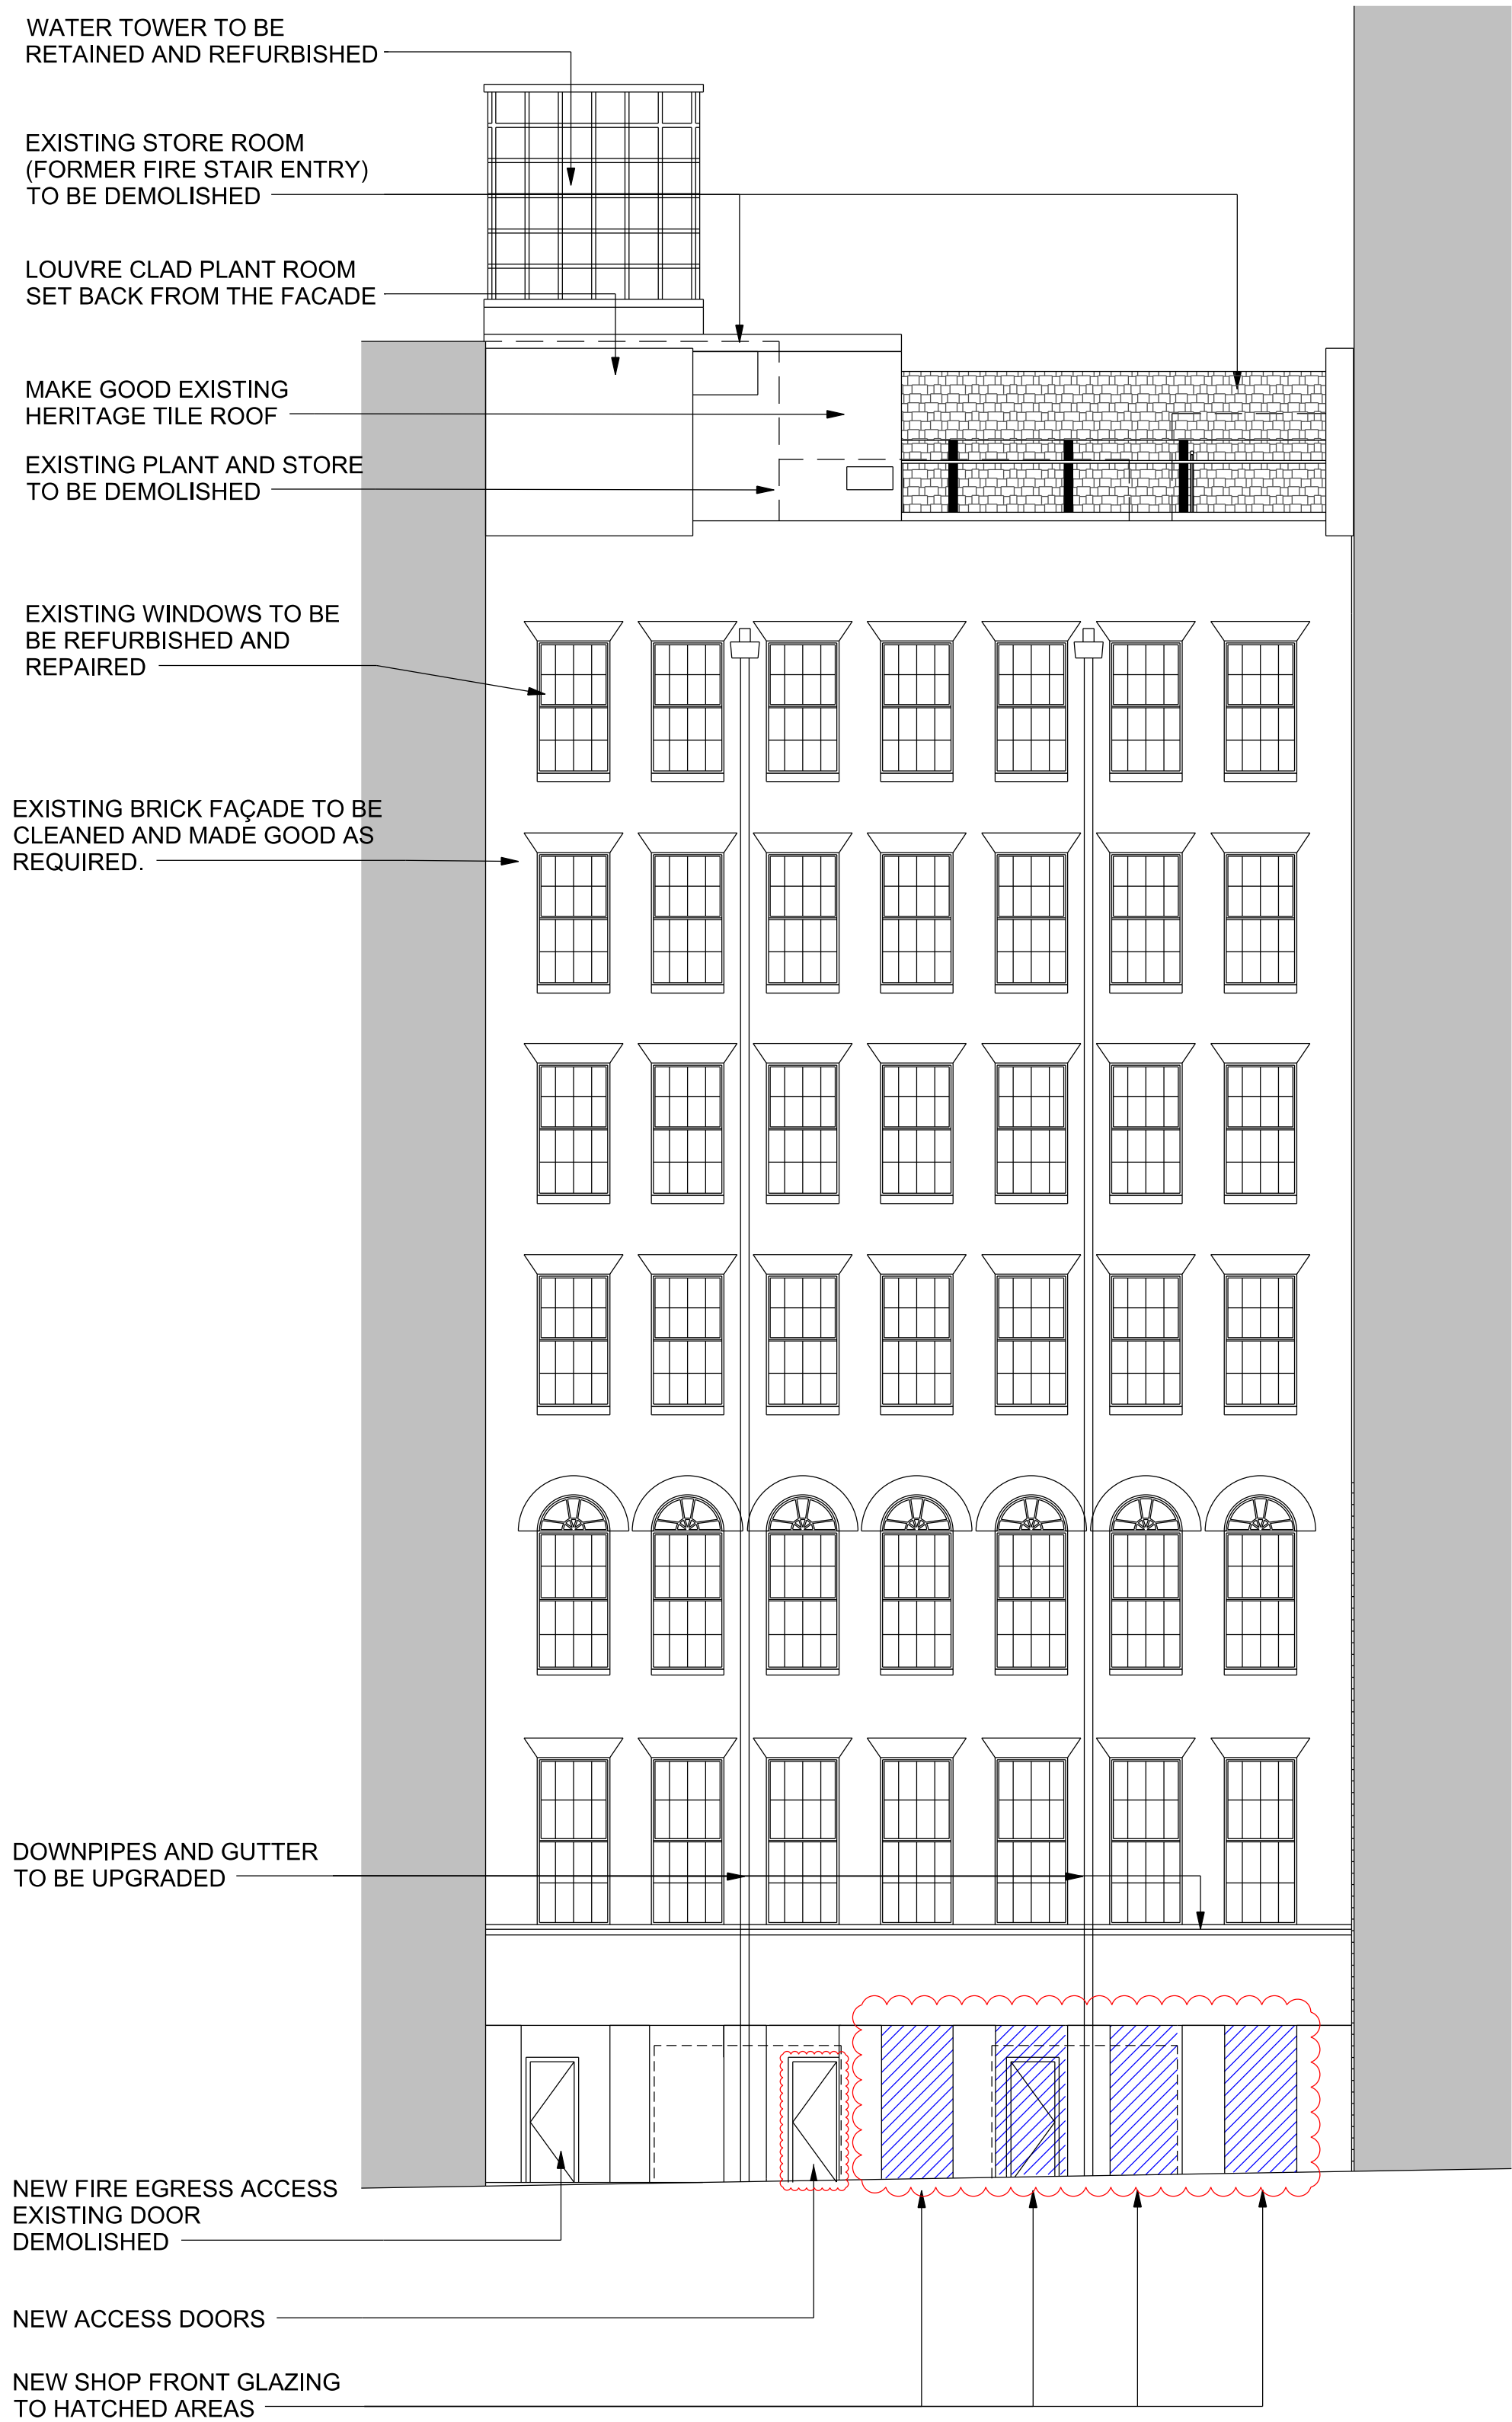 WATER TOWER TO BE
RETAINED AND REFURBISHED
EXISTING STORE ROOM
(FORMER FIRE STAIR ENTRY)
TO BE DEMOLISHED
LOUVRE CLAD PLANT ROOM
SET BACK FROM THE FACADE
MAKE GOOD EXISTING
HERITAGE TILE ROOF
EXISTING PLANT AND STORE
TO BE DEMOLISHED
EXISTING WINDOWS TO BE
BE REFURBISHED AND
REPAIRED
EXISTING BRICK FAÇADE TO BE
CLEANED AND MADE GOOD AS
REQUIRED.
DOWNPIPES AND GUTTER
TO BE UPGRADED
NEW FIRE EGRESS ACCESS
EXISTING DOOR
DEMOLISHED
NEW ACCESS DOORS
NEW SHOP FRONT GLAZING
TO HATCHED AREAS